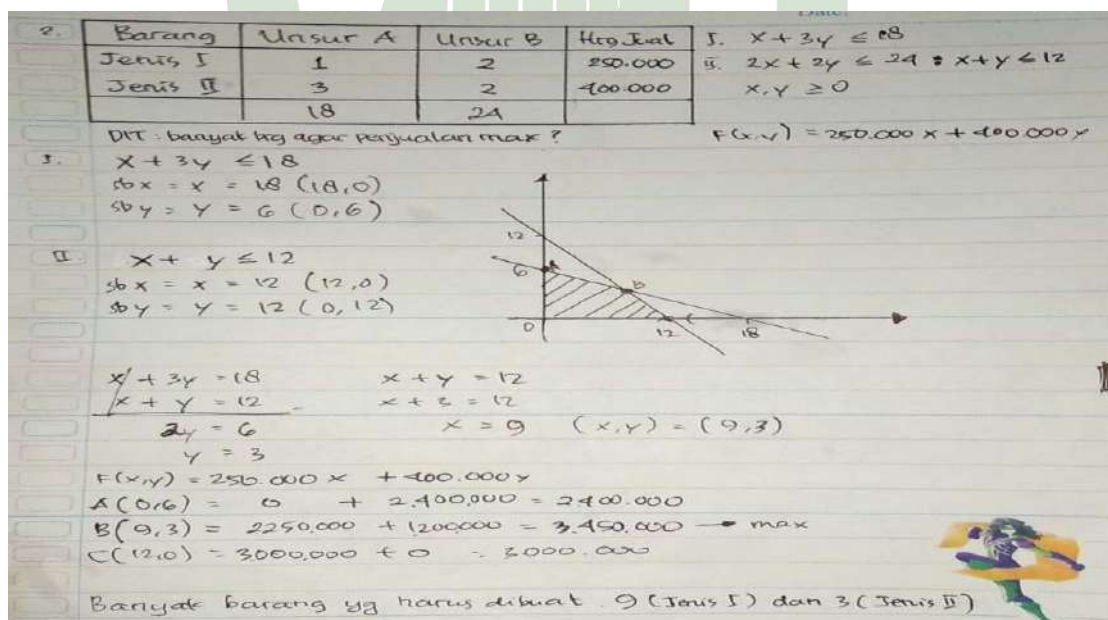 2. Barang Unsur A Unsur B Hrg Jual
Jenis I 1 2 250.000
Jenis II 3 2 400.000
18 24
I. x + 3y ≤ 18
II. 2x + 2y ≤ 24 : x + y ≤ 12
x, y ≥ 0
DIT : banyak brg agar penjualan max ?
F(x,y) = 250.000 x + 400.000 y
I. x + 3y ≤ 18
sb x = x = 18 (18,0)
sb y = y = 6 (0,6)
II. x + y ≤ 12
sb x = x = 12 (12,0)
sb y = y = 12 (0,12)
12
6 A
B
0 12 C 18
x + 3y = 18
x + y = 12 -
2y = 6
y = 3
x + y = 12
x + 3 = 12
x = 9 (x,y) = (9,3)
F(x,y) = 250.000 x + 400.000 y
A(0,6) = 0 + 2.400,000 = 2400.000
B(9,3) = 2250,000 + 1200,000 = 3.450,000 → max
C(12,0) = 3000,000 + 0 = 3000.000
Banyak barang yg harus dibuat 9 (Jenis I) dan 3 (Jenis II)